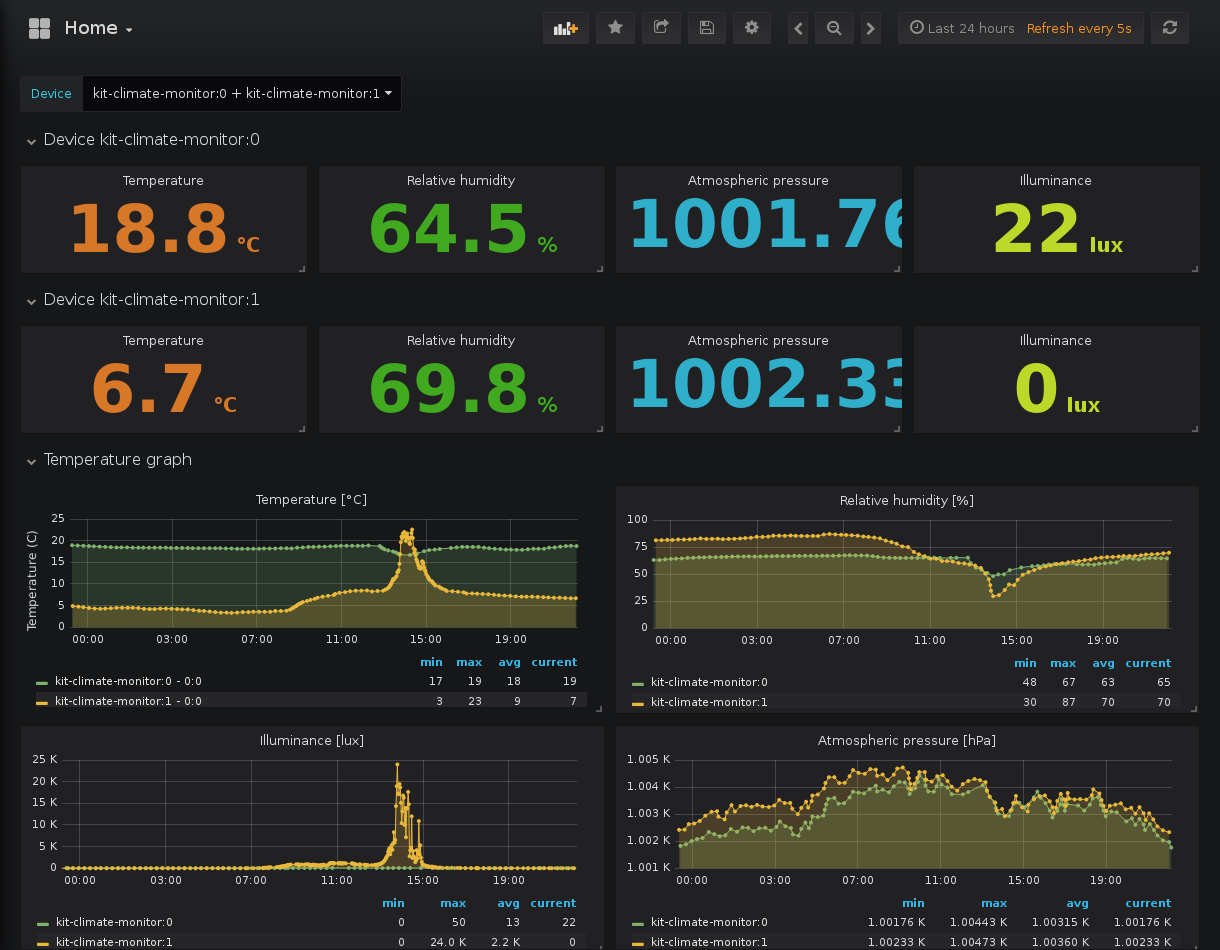 Home
Last 24 hours Refresh every 5s
Device kit-climate-monitor:0 + kit-climate-monitor:1
Device kit-climate-monitor:0
Temperature Relative humidity Atmospheric pressure Illuminance
18.8 °C 64.5 % 1001.76 22 lux
Device kit-climate-monitor:1
Temperature Relative humidity Atmospheric pressure Illuminance
6.7 °C 69.8 % 1002.33 0 lux
Temperature graph
Temperature [°C]
Temperature (C)
25
20
15
10
5
0
00:00 03:00 07:00 11:00 15:00 19:00
min max avg current
kit-climate-monitor:0 - 0:0 17 19 18 19
kit-climate-monitor:1 - 0:0 3 23 9 7
Relative humidity [%]
100
75
50
25
0
00:00 03:00 07:00 11:00 15:00 19:00
min max avg current
kit-climate-monitor:0 48 67 63 65
kit-climate-monitor:1 30 87 70 70
Illuminance [lux]
25 K
20 K
15 K
10 K
5 K
0
00:00 03:00 07:00 11:00 15:00 19:00
min max avg current
kit-climate-monitor:0 0 50 13 22
kit-climate-monitor:1 0 24.0 K 2.2 K 0
Atmospheric pressure [hPa]
1.005 K
1.004 K
1.003 K
1.002 K
1.001 K
00:00 03:00 07:00 11:00 15:00 19:00
min max avg current
kit-climate-monitor:0 1.00176 K 1.00443 K 1.00315 K 1.00176 K
kit-climate-monitor:1 1.00233 K 1.00473 K 1.00360 K 1.00233 K